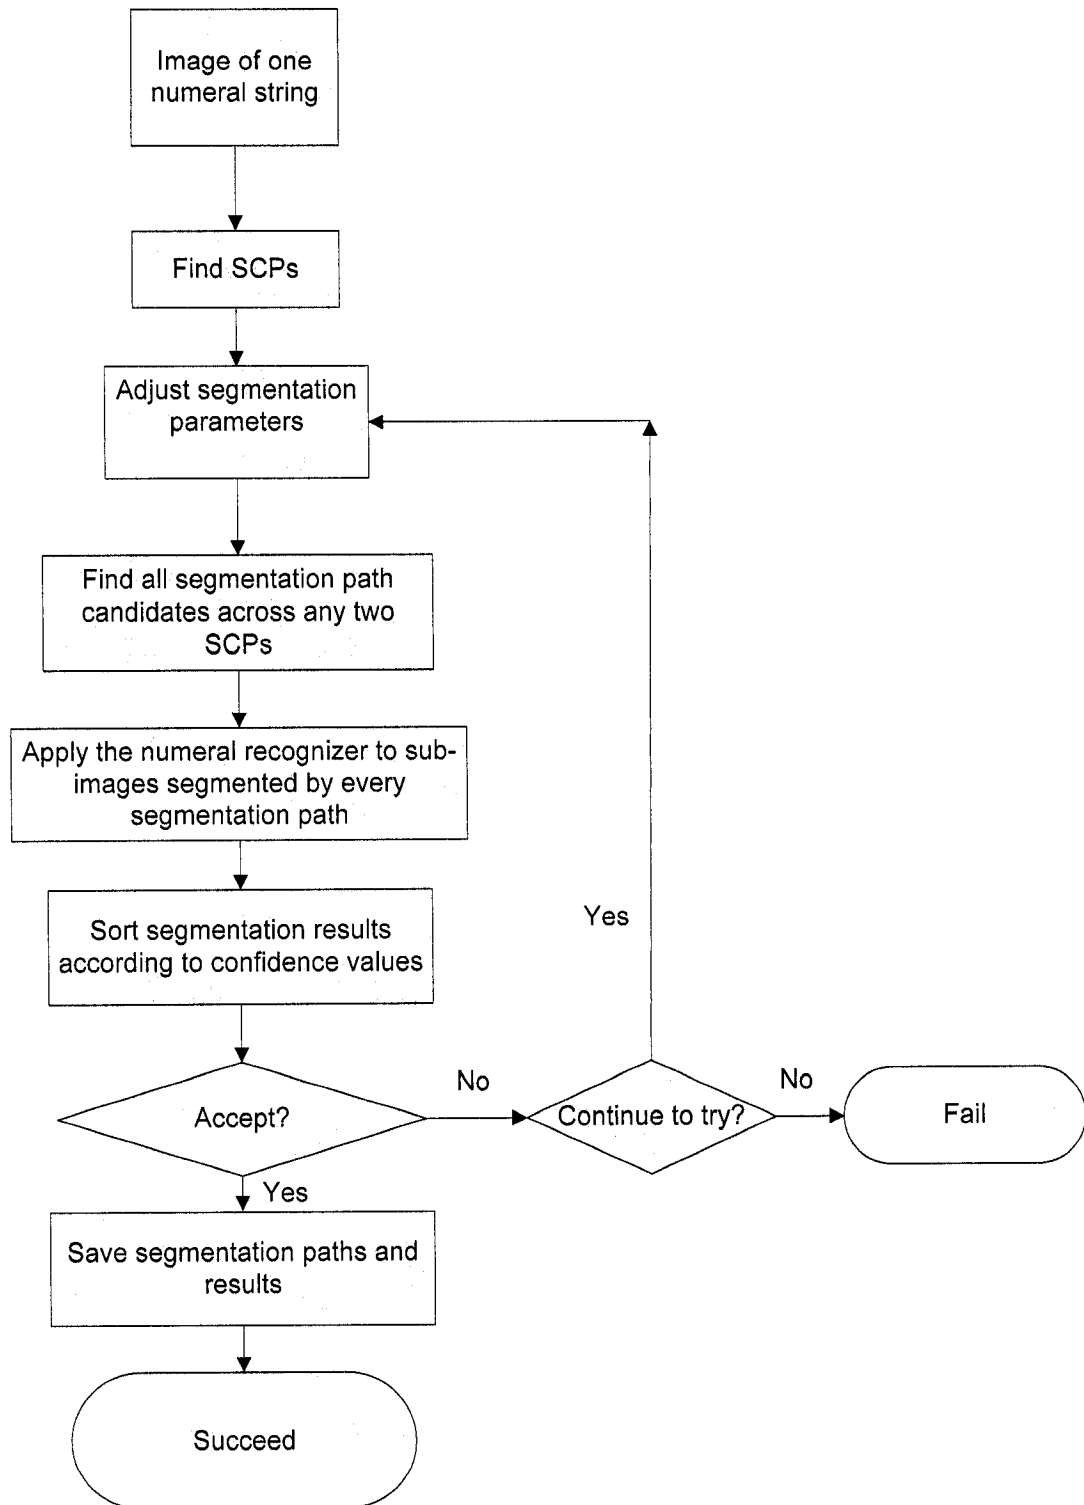 Image of one
numeral string
Find SCPs
Adjust segmentation
parameters
Find all segmentation path
candidates across any two
SCPs
Apply the numeral recognizer to sub-
images segmented by every
segmentation path
Sort segmentation results
according to confidence values
Yes
Accept?
No
Continue to try?
No
Fail
Yes
Save segmentation paths and
results
Succeed